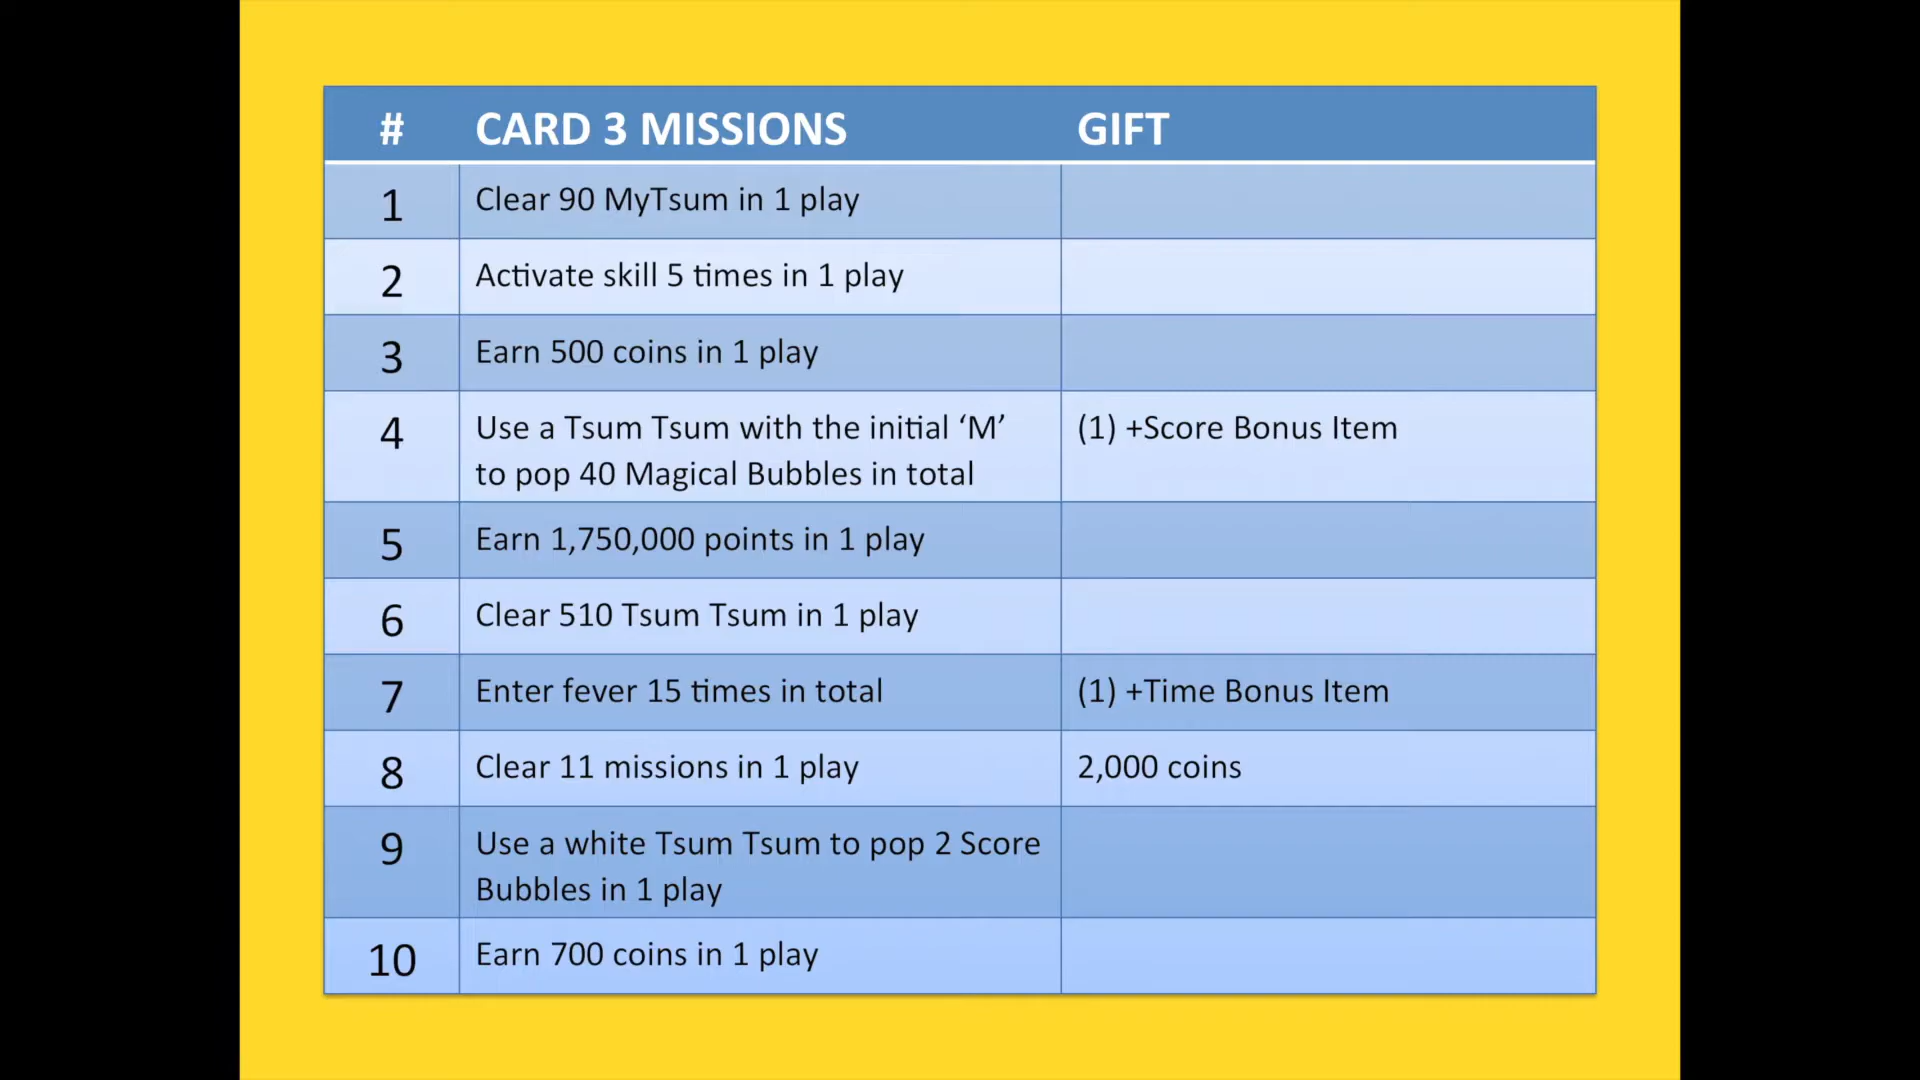 # CARD 3 MISSIONS GIFT
1 Clear 90 MyTsum in 1 play
2 Activate skill 5 times in 1 play
3 Earn 500 coins in 1 play
4 Use a Tsum Tsum with the initial ‘M’ (1) +Score Bonus Item
to pop 40 Magical Bubbles in total
5 Earn 1,750,000 points in 1 play
6 Clear 510 Tsum Tsum in 1 play
7 Enter fever 15 times in total (1) +Time Bonus Item
8 Clear 11 missions in 1 play 2,000 coins
9 Use a white Tsum Tsum to pop 2 Score
Bubbles in 1 play
10 Earn 700 coins in 1 play